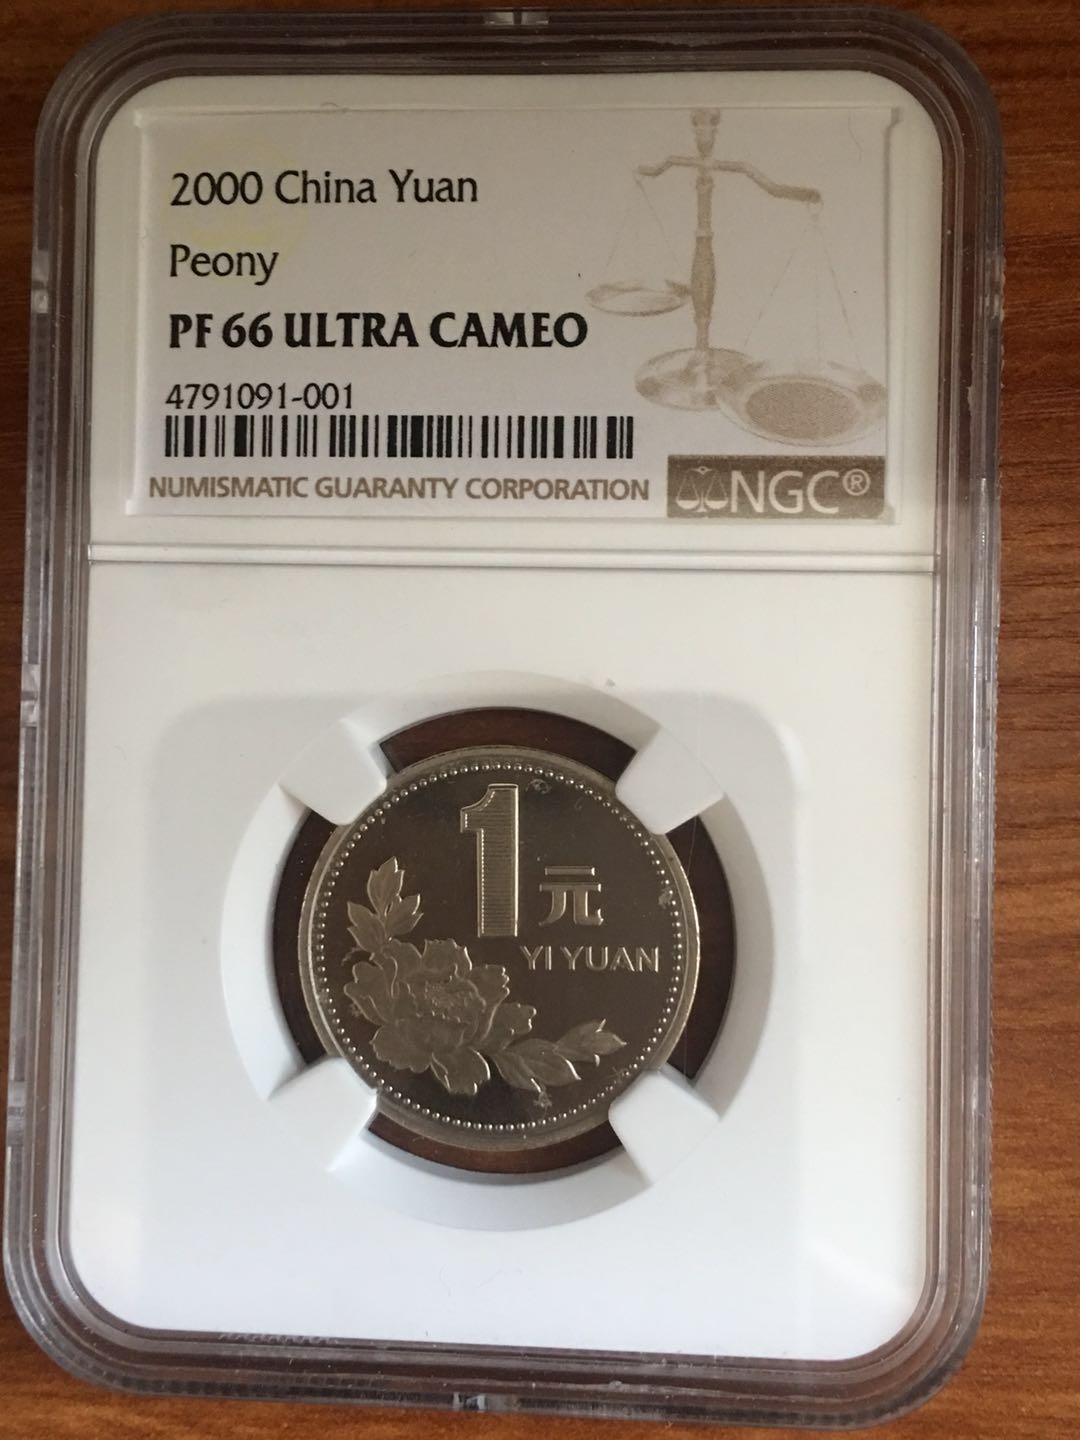 2000 China Yuan
Peony
PF 66 ULTRA CAMEO
4791091-001
NUMISMATIC GUARANTY CORPORATION
NGC®
1
元
YI YUAN